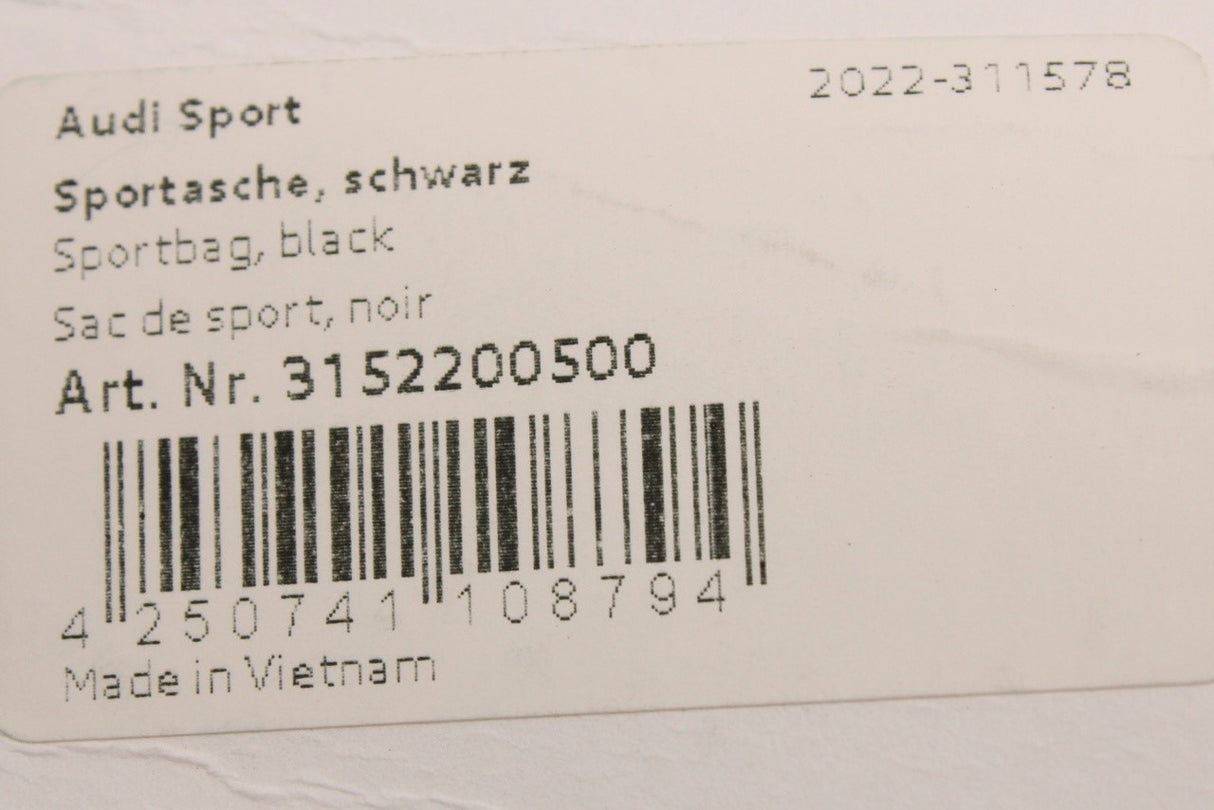 Audi Sport
2022-311578
Sportasche, schwarz
Sportbag, black
Sac de sport, noir
Art. Nr. 3152200500
4 250741 108794
Made in Vietnam